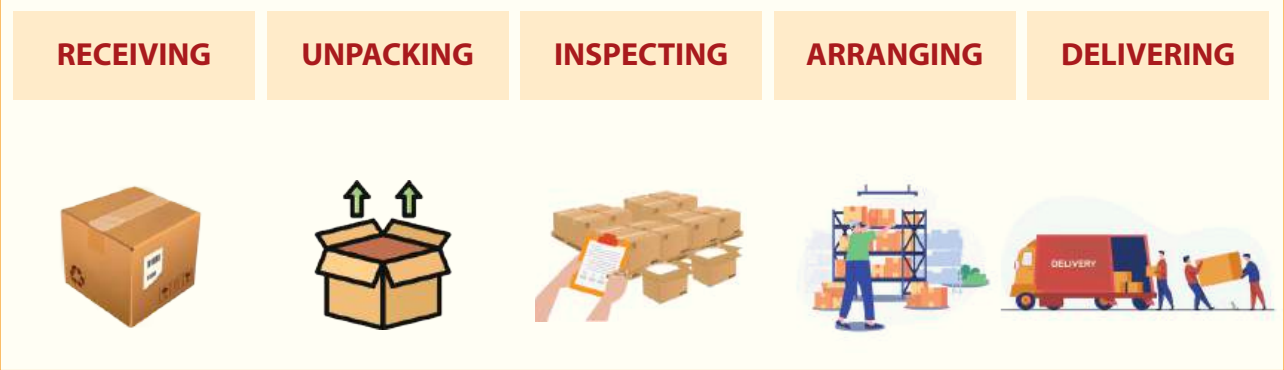 RECEIVING
UNPACKING
INSPECTING
ARRANGING
DELIVERING
DELIVERY